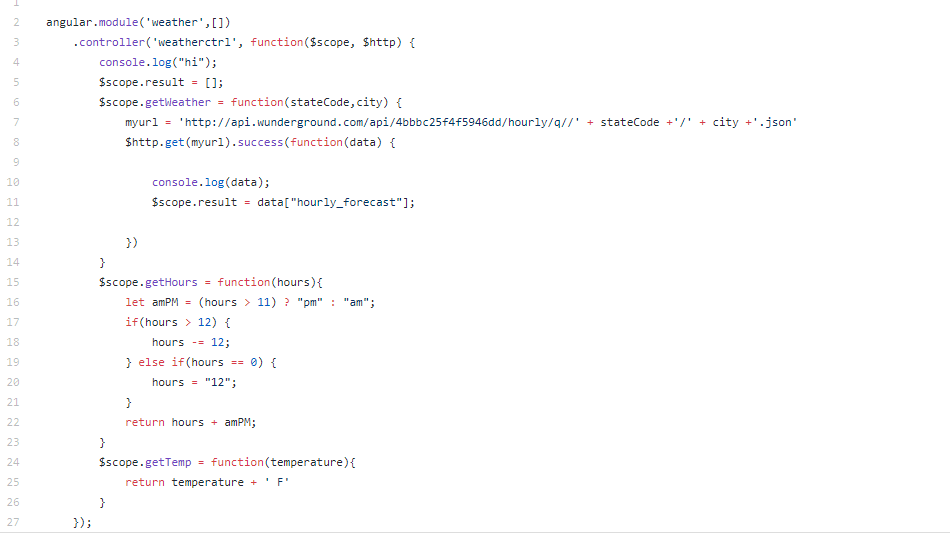 1
2 angular.module('weather',[])
3 .controller('weatherctrl', function($scope, $http) {
4 console.log("hi");
5 $scope.result = [];
6 $scope.getWeather = function(stateCode,city) {
7 myurl = 'http://api.wunderground.com/api/4bbbc25f4f5946dd/hourly/q//' + stateCode +'/' + city +'.json'
8 $http.get(myurl).success(function(data) {
9
10 console.log(data);
11 $scope.result = data["hourly_forecast"];
12
13 })
14 }
15 $scope.getHours = function(hours){
16 let amPM = (hours > 11) ? "pm" : "am";
17 if(hours > 12) {
18 hours -= 12;
19 } else if(hours == 0) {
20 hours = "12";
21 }
22 return hours + amPM;
23 }
24 $scope.getTemp = function(temperature){
25 return temperature + ' F'
26 }
27 });